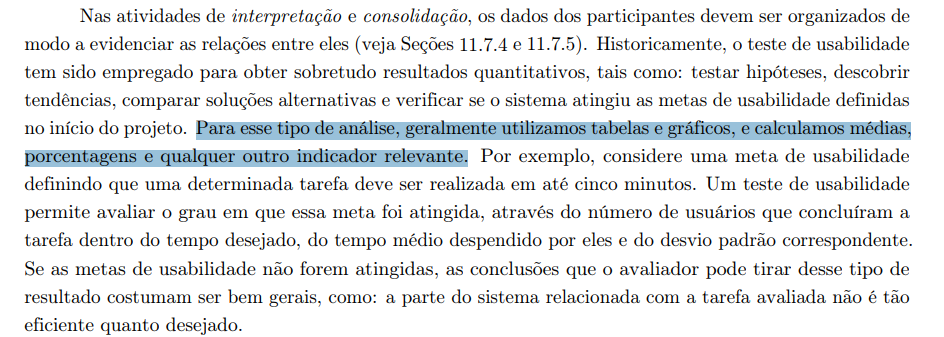 Nas atividades de interpretação e consolidação, os dados dos participantes devem ser organizados de
modo a evidenciar as relações entre eles (veja Seções 11.7.4 e 11.7.5). Historicamente, o teste de usabilidade
tem sido empregado para obter sobretudo resultados quantitativos, tais como: testar hipóteses, descobrir
tendências, comparar soluções alternativas e verificar se o sistema atingiu as metas de usabilidade definidas
no início do projeto. Para esse tipo de análise, geralmente utilizamos tabelas e gráficos, e calculamos médias,
porcentagens e qualquer outro indicador relevante. Por exemplo, considere uma meta de usabilidade
definindo que uma determinada tarefa deve ser realizada em até cinco minutos. Um teste de usabilidade
permite avaliar o grau em que essa meta foi atingida, através do número de usuários que concluíram a
tarefa dentro do tempo desejado, do tempo médio despendido por eles e do desvio padrão correspondente.
Se as metas de usabilidade não forem atingidas, as conclusões que o avaliador pode tirar desse tipo de
resultado costumam ser bem gerais, como: a parte do sistema relacionada com a tarefa avaliada não é tão
eficiente quanto desejado.